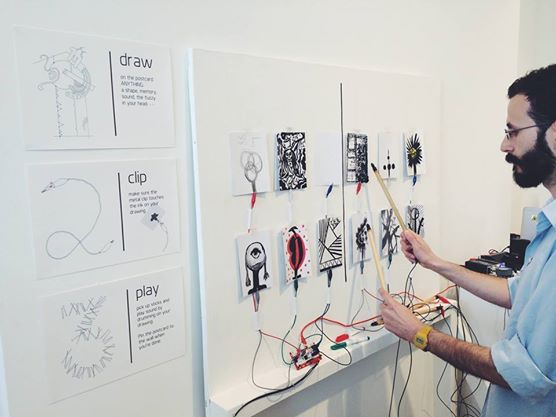 draw
on the postcard
ANYTHING;
a shape, memory,
sound, the fuzzy
in your head...
clip
make sure the
metal clip touches
the ink on your
drawing
play
pick up sticks and
play sound by
drumming on your
drawing.
Pin the postcard to
the wall when
you're done.